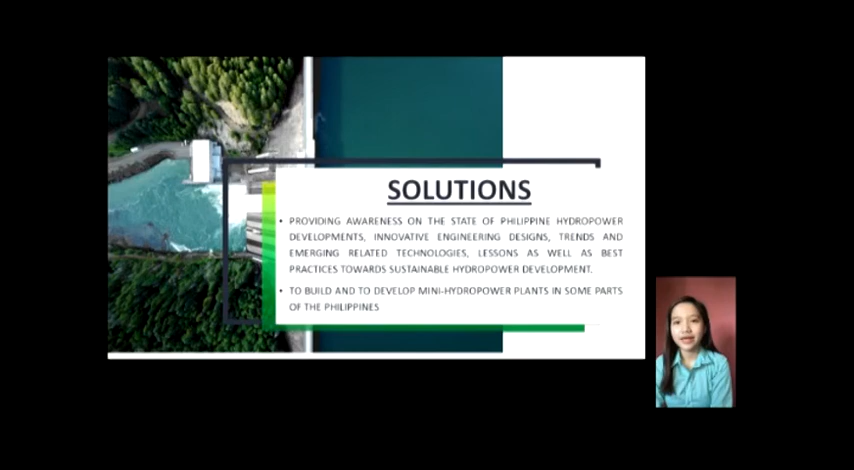 SOLUTIONS
• PROVIDING AWARENESS ON THE STATE OF PHILIPPINE HYDROPOWER
DEVELOPMENTS, INNOVATIVE ENGINEERING DESIGNS, TRENDS AND
EMERGING RELATED TECHNOLOGIES, LESSONS AS WELL AS BEST
PRACTICES TOWARDS SUSTAINABLE HYDROPOWER DEVELOPMENT.
• TO BUILD AND TO DEVELOP MINI-HYDROPOWER PLANTS IN SOME PARTS
OF THE PHILIPPINES